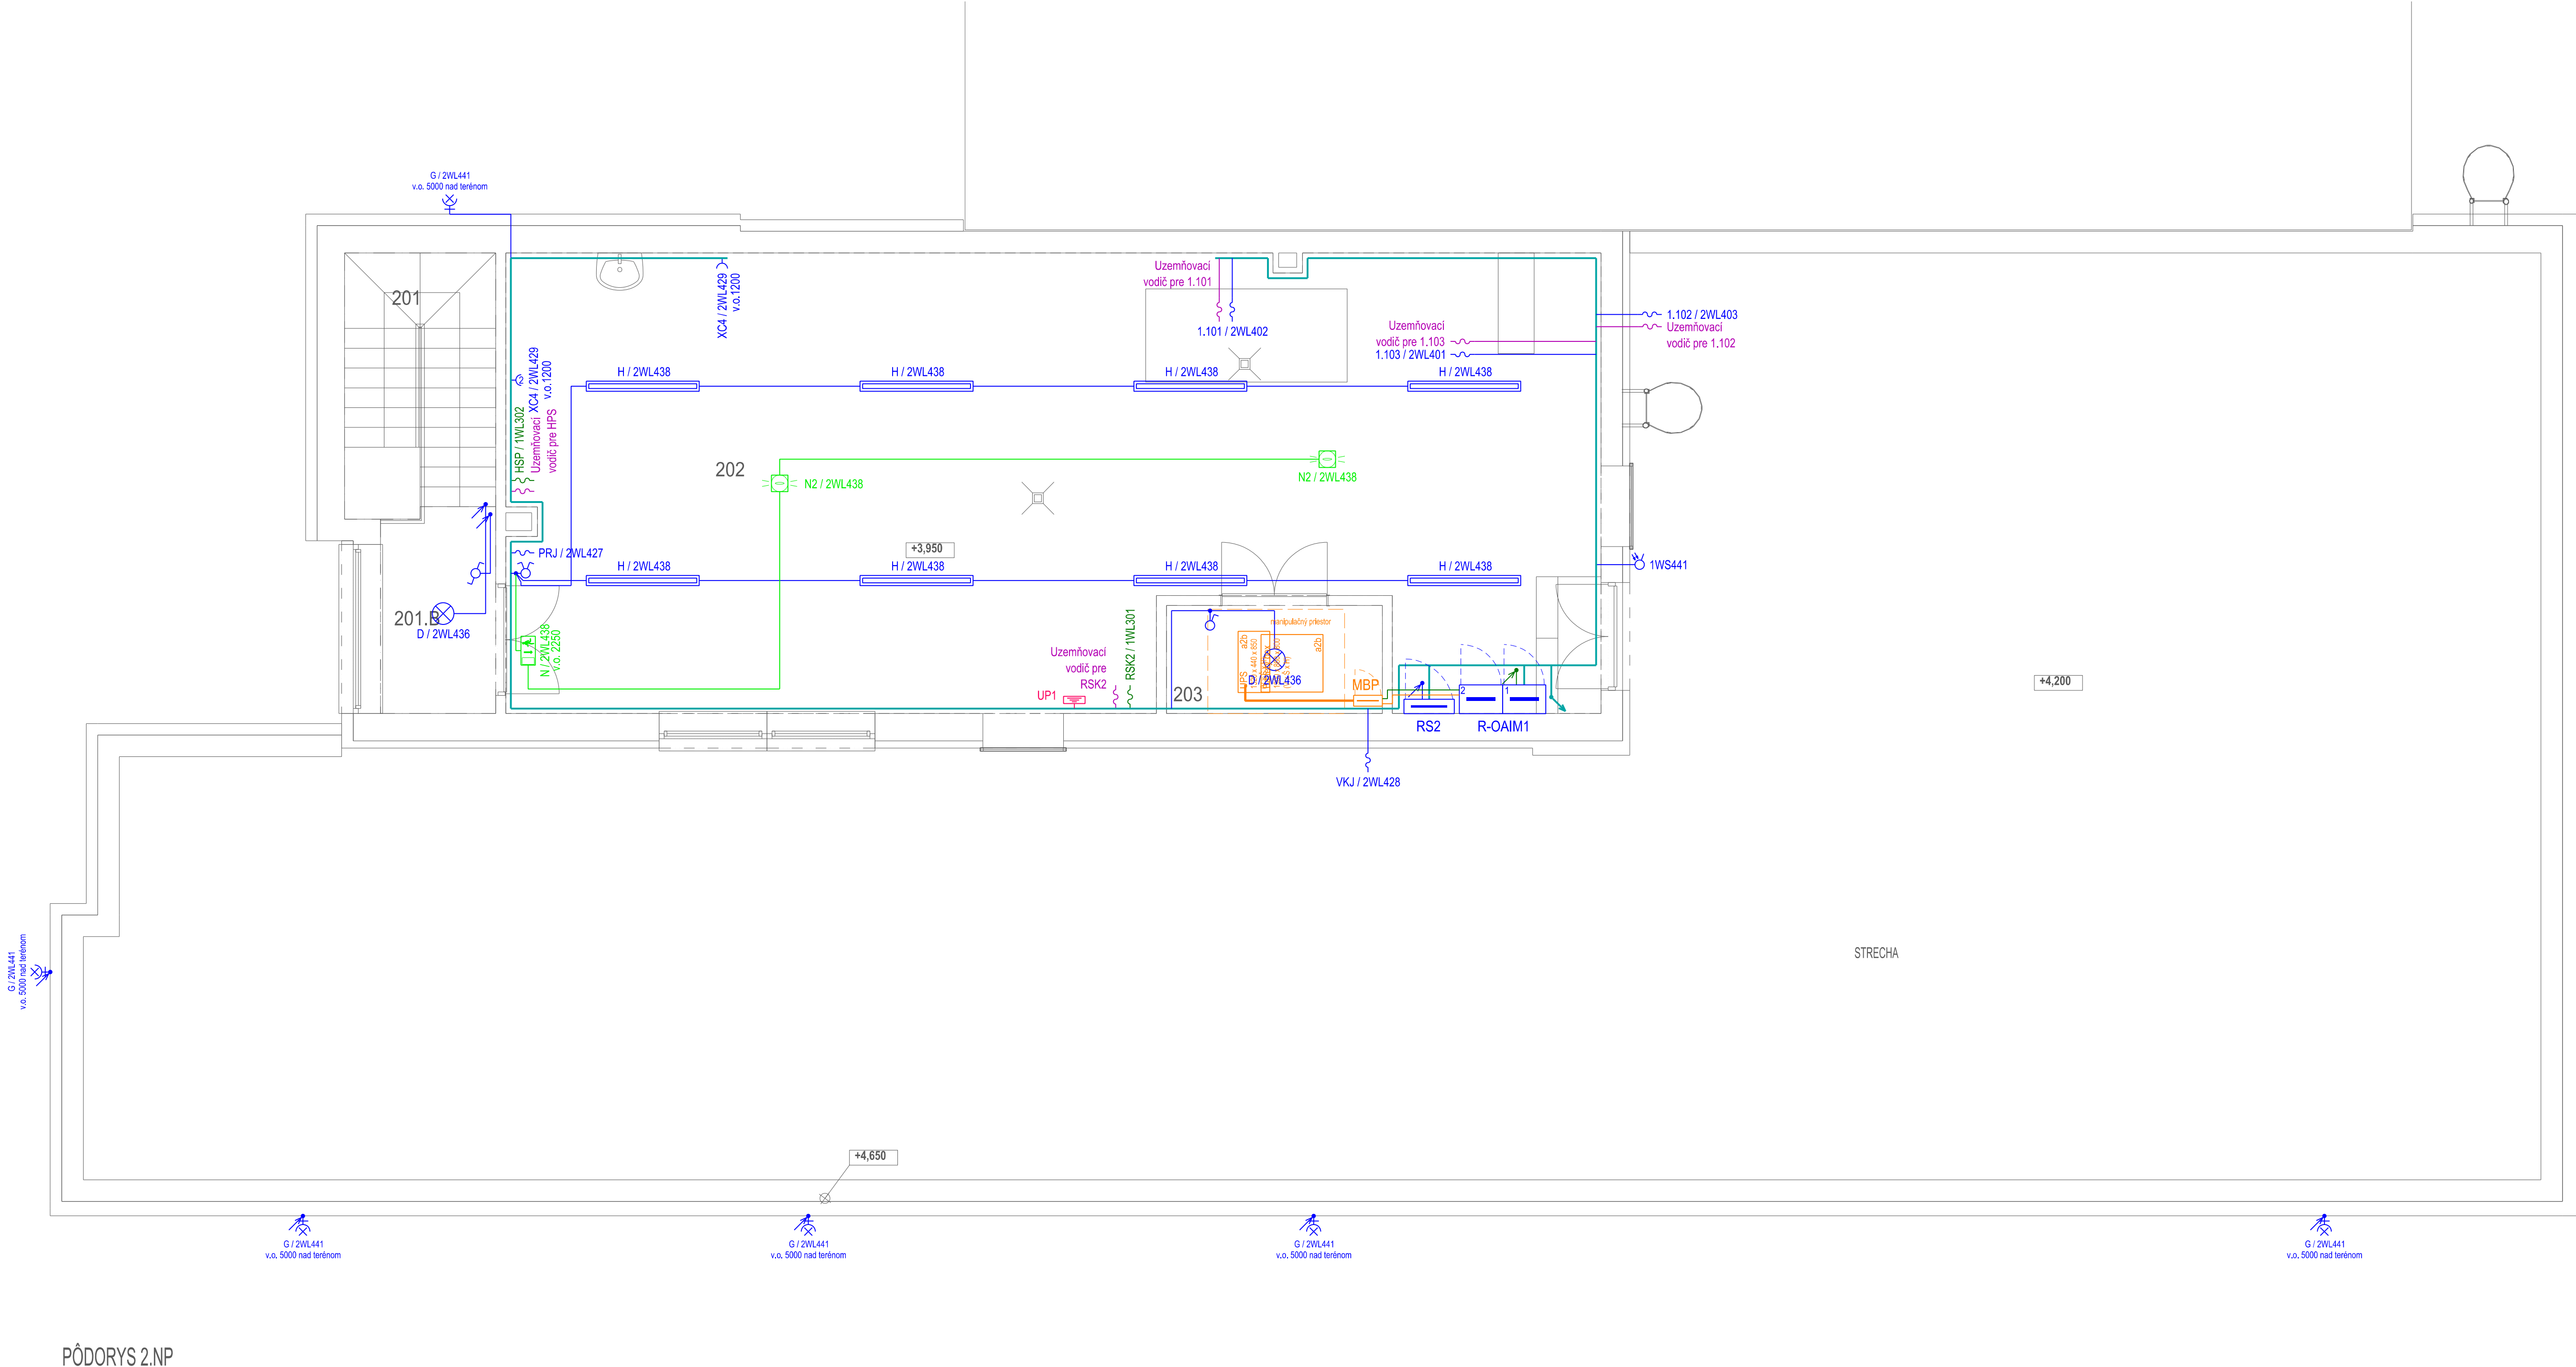 G / 2WL441
v.o. 5000 nad terénom
201
XC4 / 2WL429
v.o.1200
Uzemňovací
vodič pre 1.101
1.101 / 2WL402
Uzemňovací
vodič pre 1.103
1.103 / 2WL401
1.102 / 2WL403
Uzemňovací
vodič pre 1.102
XC4 / 2WL429
v.o.1200
H / 2WL438
H / 2WL438
H / 2WL438
H / 2WL438
HSP / 1WL302
Uzemňovací
vodič pre HPS
202
N2 / 2WL438
N2 / 2WL438
PRJ / 2WL427
+3,950
H / 2WL438
H / 2WL438
H / 2WL438
H / 2WL438
1WS441
201.B
D / 2WL436
N / 2WL438
v.o. 2250
Uzemňovací
vodič pre
RSK2
RSK2 / 1WL301
UP1
203
manipulačný priestor
a2b
a2b
UPS
D / 2WL436
MBP
2
1
RS2
R-OAIM1
VKJ / 2WL428
+4,200
STRECHA
G / 2WL441
v.o. 5000 nad terénom
+4,650
G / 2WL441
v.o. 5000 nad terénom
G / 2WL441
v.o. 5000 nad terénom
G / 2WL441
v.o. 5000 nad terénom
G / 2WL441
v.o. 5000 nad terénom
PÔDORYS 2.NP